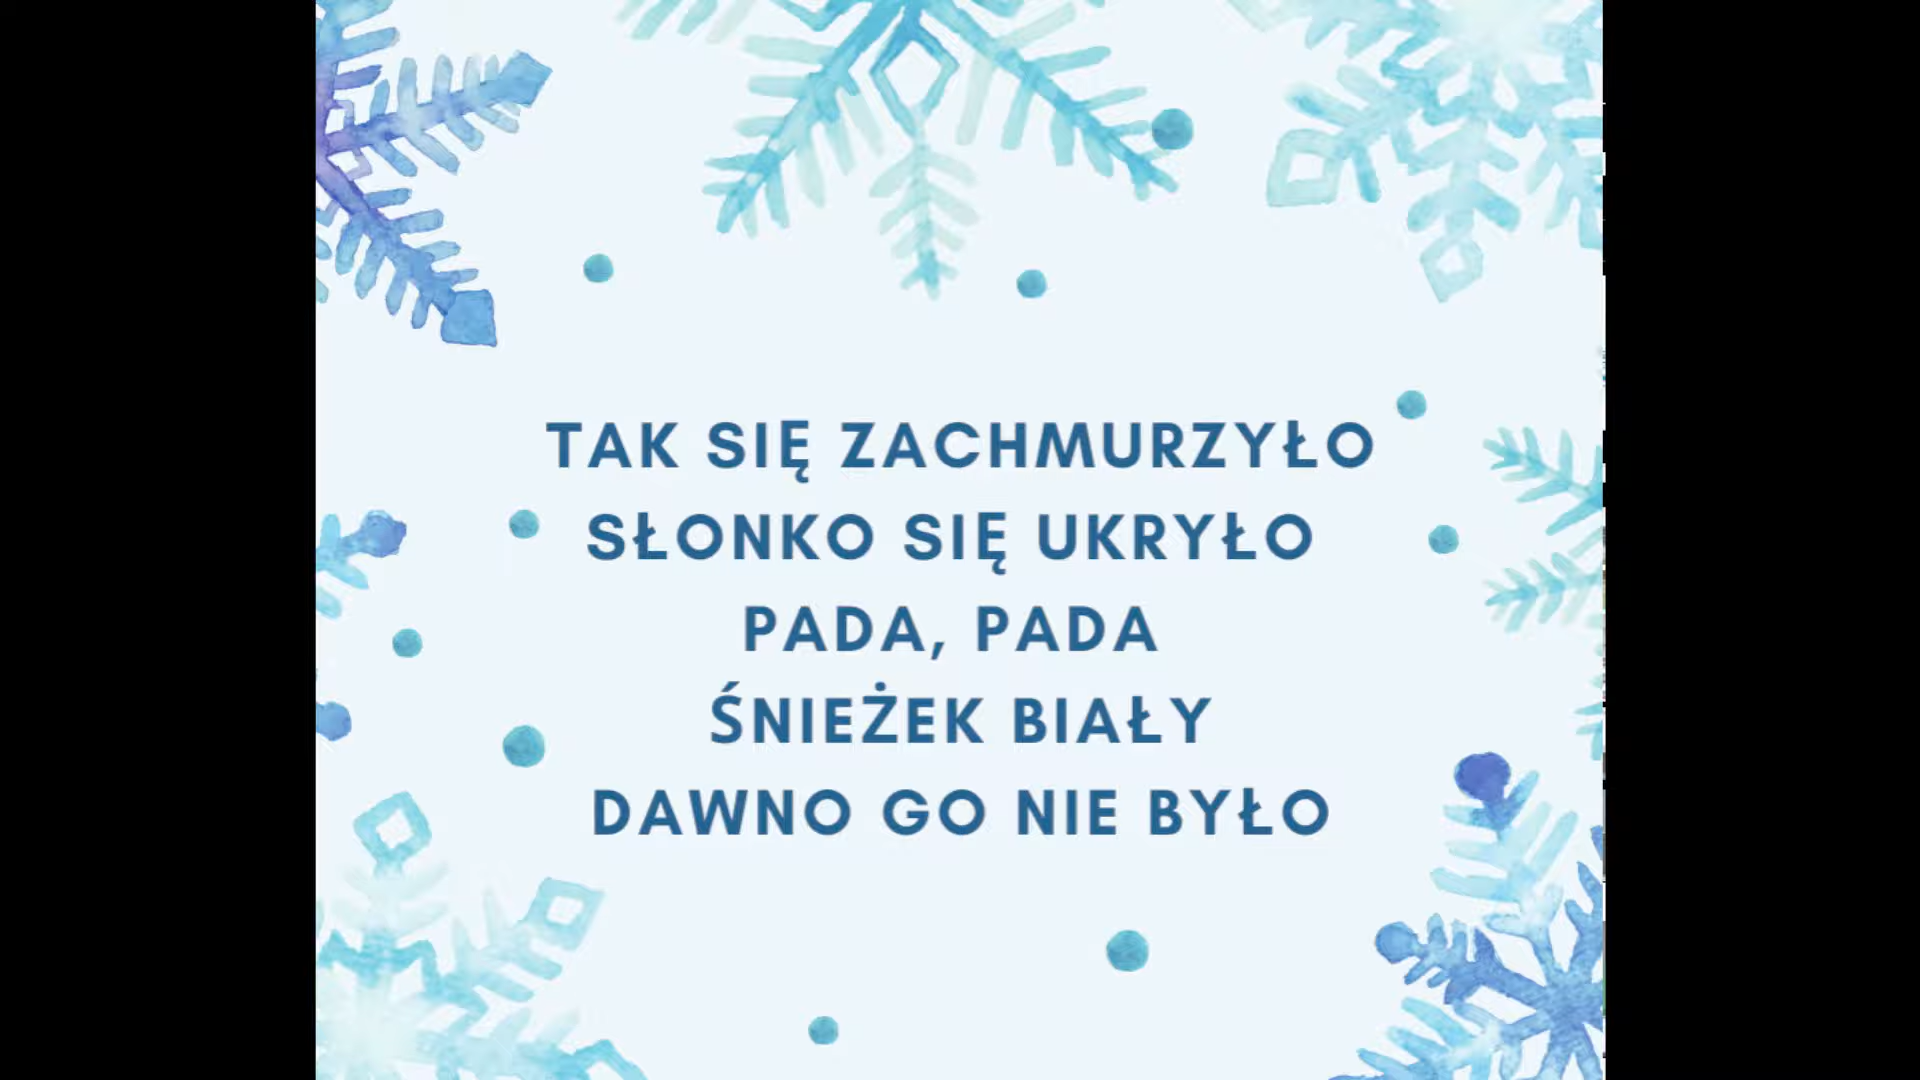 TAK SIĘ ZACHMURZYŁO
SŁONKO SIĘ UKRYŁO
PADA, PADA
ŚNIEŻEK BIAŁY
DAWNO GO NIE BYŁO